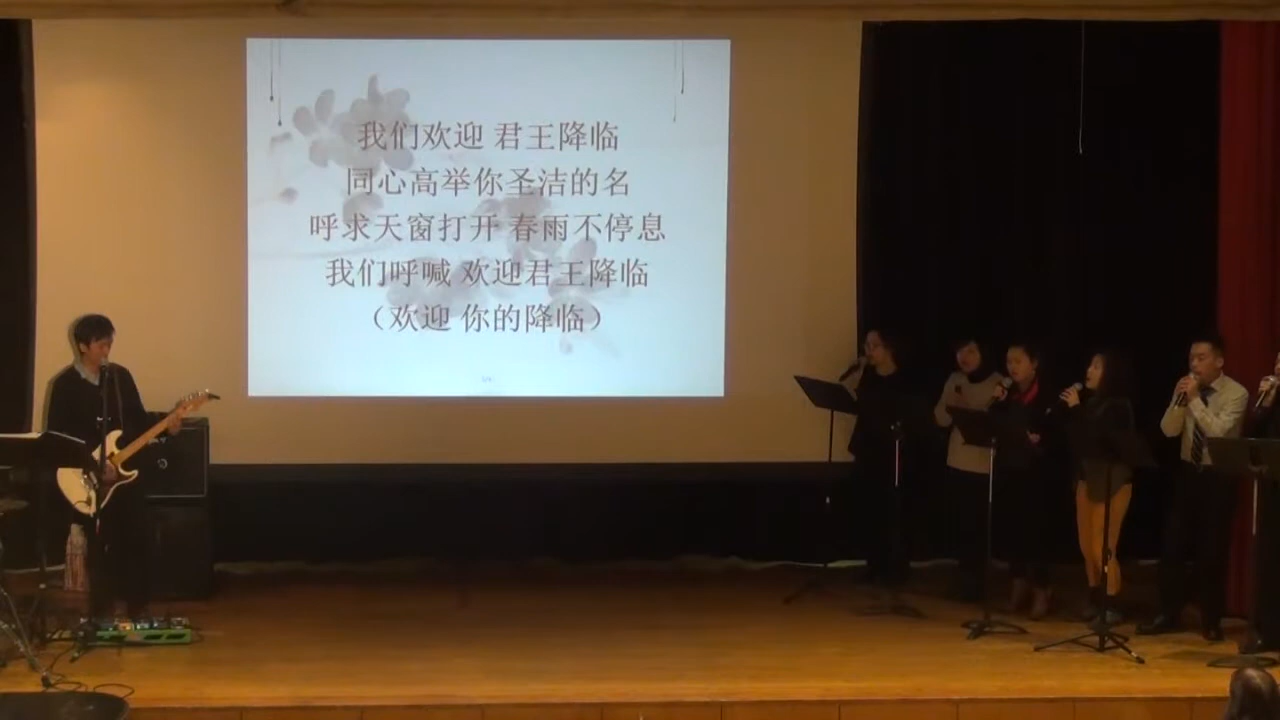 我们欢迎 君王降临
同心高举你圣洁的名
呼求天窗打开 春雨不停息
我们呼喊 欢迎君王降临
（欢迎 你的降临）